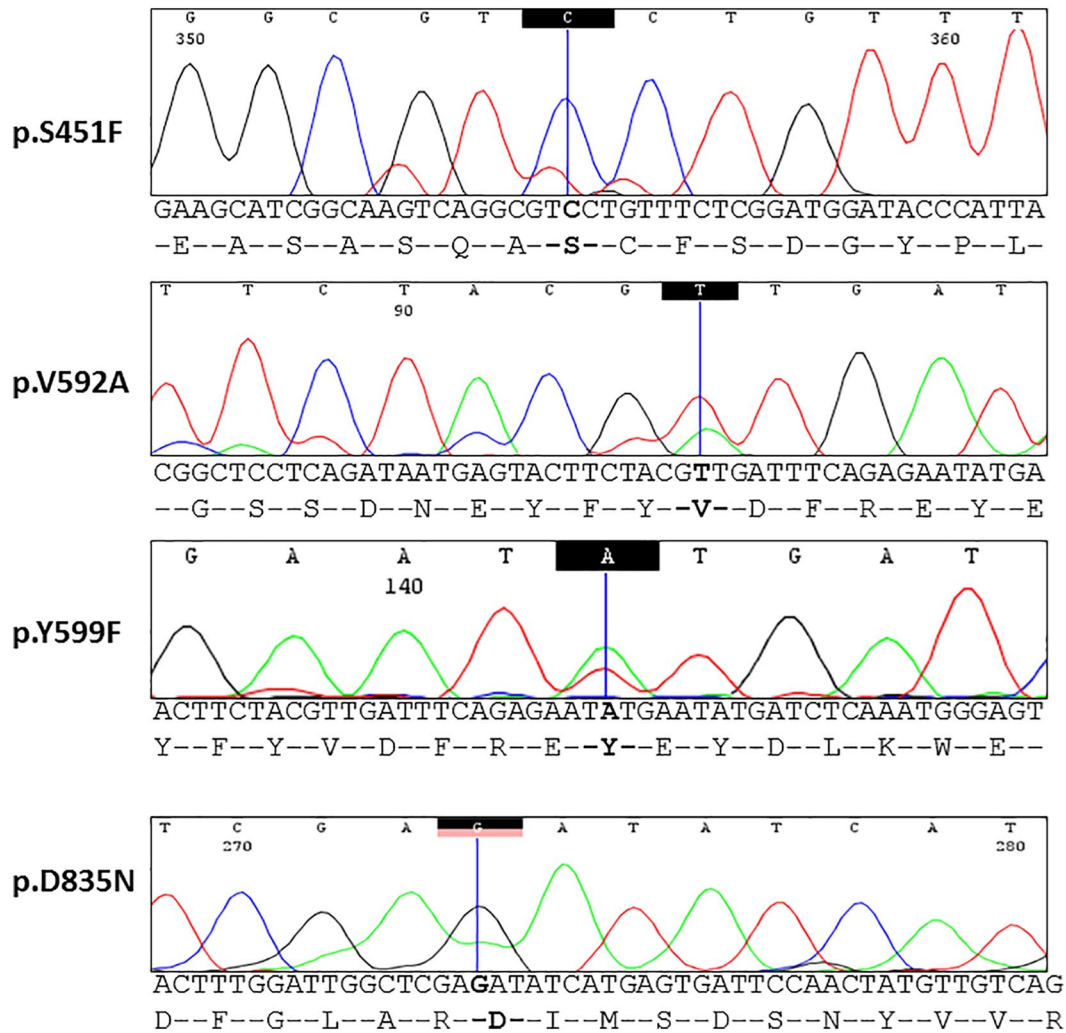 G G C G T C C T G T T T
350 360
p.S451F
GAAGCATCGGCAAGTCAGGCGTCCTGTTTCTCGGATGGATACCCATTA
-E--A--S--A--S--Q--A--S--C--F--S--D--G--Y--P--L-
T T C T A C G T T G A T
90
p.V592A
CGGCTCCTCAGATAATGAGTACTTCTACGTTGATTTCAGAGAATATGA
--G--S--S--D--N--E--Y--F--Y--V--D--F--R--E--Y--E
G A A T A T G A T
140
p.Y599F
ACTTCTACGTTGATTTCAGAGAATATGAATATGATCTCAAATGGGAGT
Y--F--Y--V--D--F--R--E--Y--E--Y--D--L--K--W--E--
T C G A G A T A T C A T
270 280
p.D835N
ACTTTGGATTGGCTCGAGATATCATGAGTGATTCCAACTATGTTGTCAG
D--F--G--L--A--R--D--I--M--S--D--S--N--Y--V--V--R